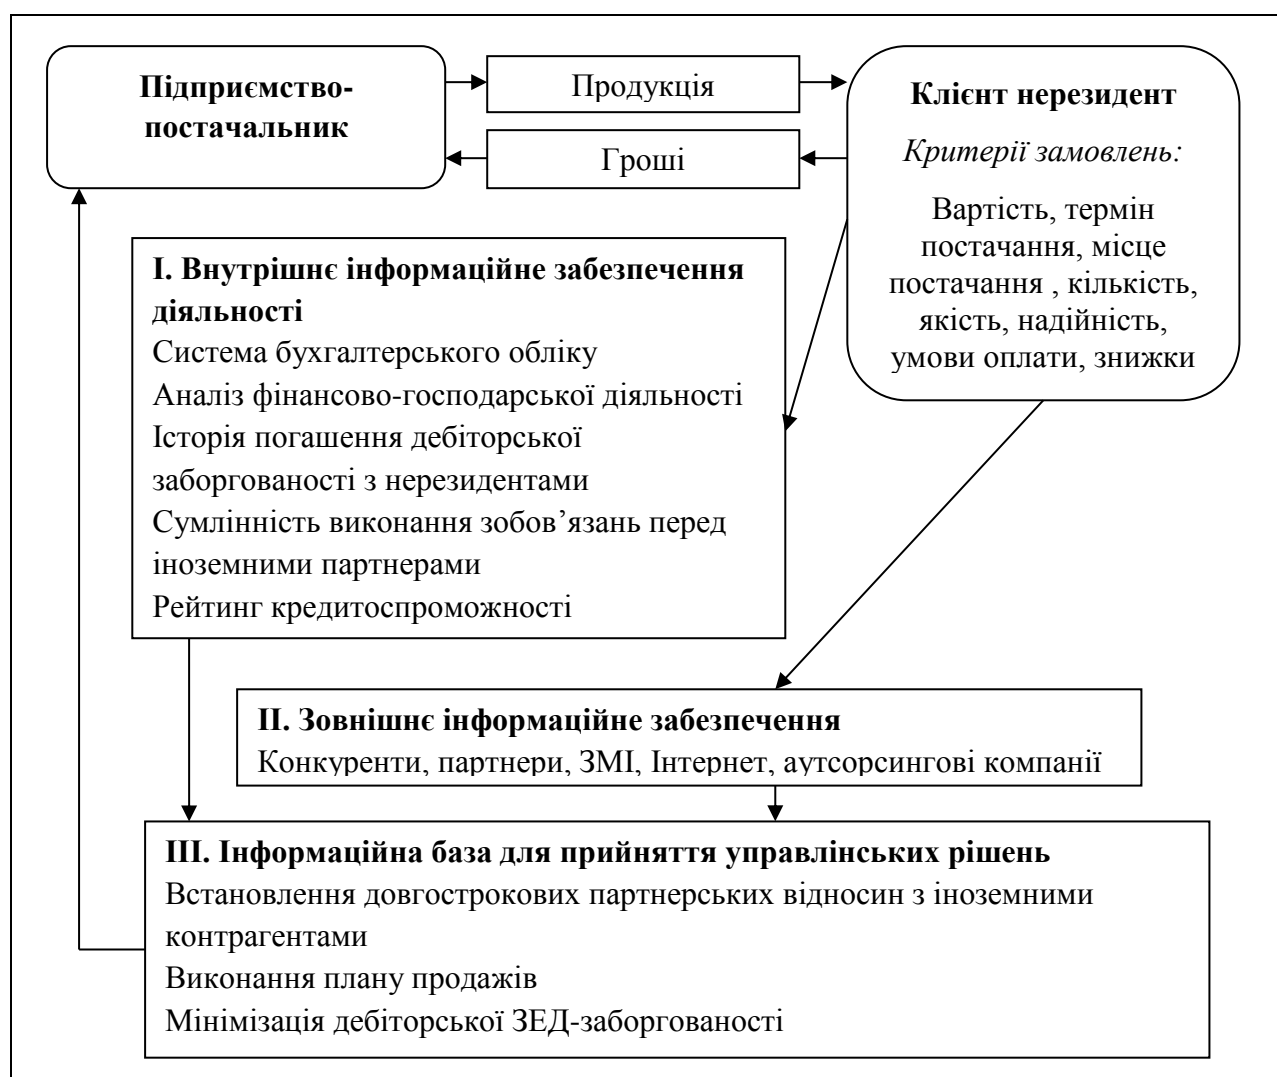 Підприємство-
постачальник
Продукція
Гроші
Клієнт нерезидент
Критерії замовлень:
Вартість, термін
постачання, місце
постачання , кількість,
якість, надійність,
умови оплати, знижки
І. Внутрішнє інформаційне забезпечення
діяльності
Система бухгалтерського обліку
Аналіз фінансово-господарської діяльності
Історія погашення дебіторської
заборгованості з нерезидентами
Сумлінність виконання зобов’язань перед
іноземними партнерами
Рейтинг кредитоспроможності
ІІ. Зовнішнє інформаційне забезпечення
Конкуренти, партнери, ЗМІ, Інтернет, аутсорсингові компанії
ІІІ. Інформаційна база для прийняття управлінських рішень
Встановлення довгострокових партнерських відносин з іноземними
контрагентами
Виконання плану продажів
Мінімізація дебіторської ЗЕД-заборгованості